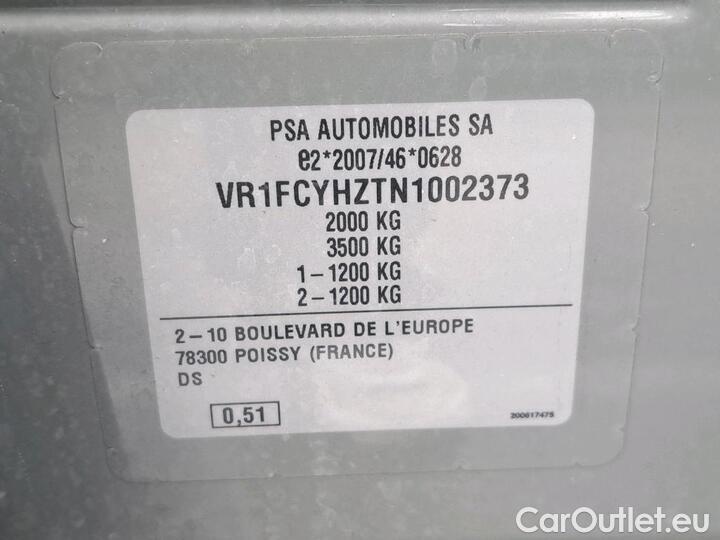 PSA AUTOMOBILES SA
e2*2007/46*0628
VR1FCYHZTN1002373
2000 KG
3500 KG
1-1200 KG
2-1200 KG
2-10 BOULEVARD DE L'EUROPE
78300 POISSY (FRANCE)
DS
0,51
200617475
CarOutlet.eu